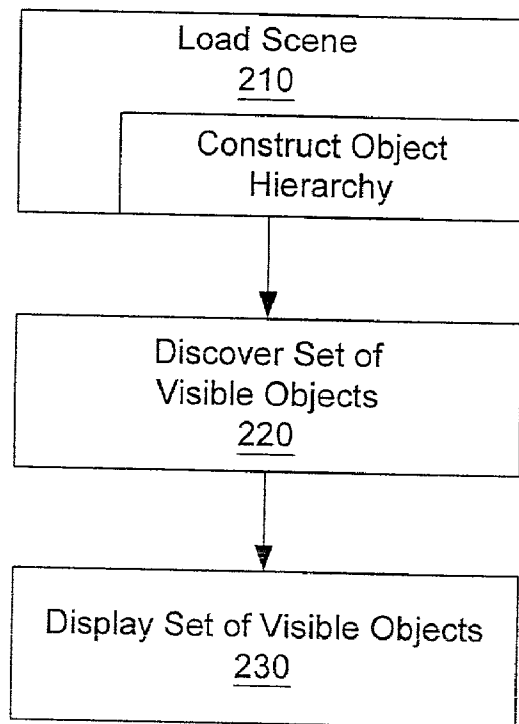 Load Scene
210
Construct Object
Hierarchy
Discover Set of
Visible Objects
220
Display Set of Visible Objects
230